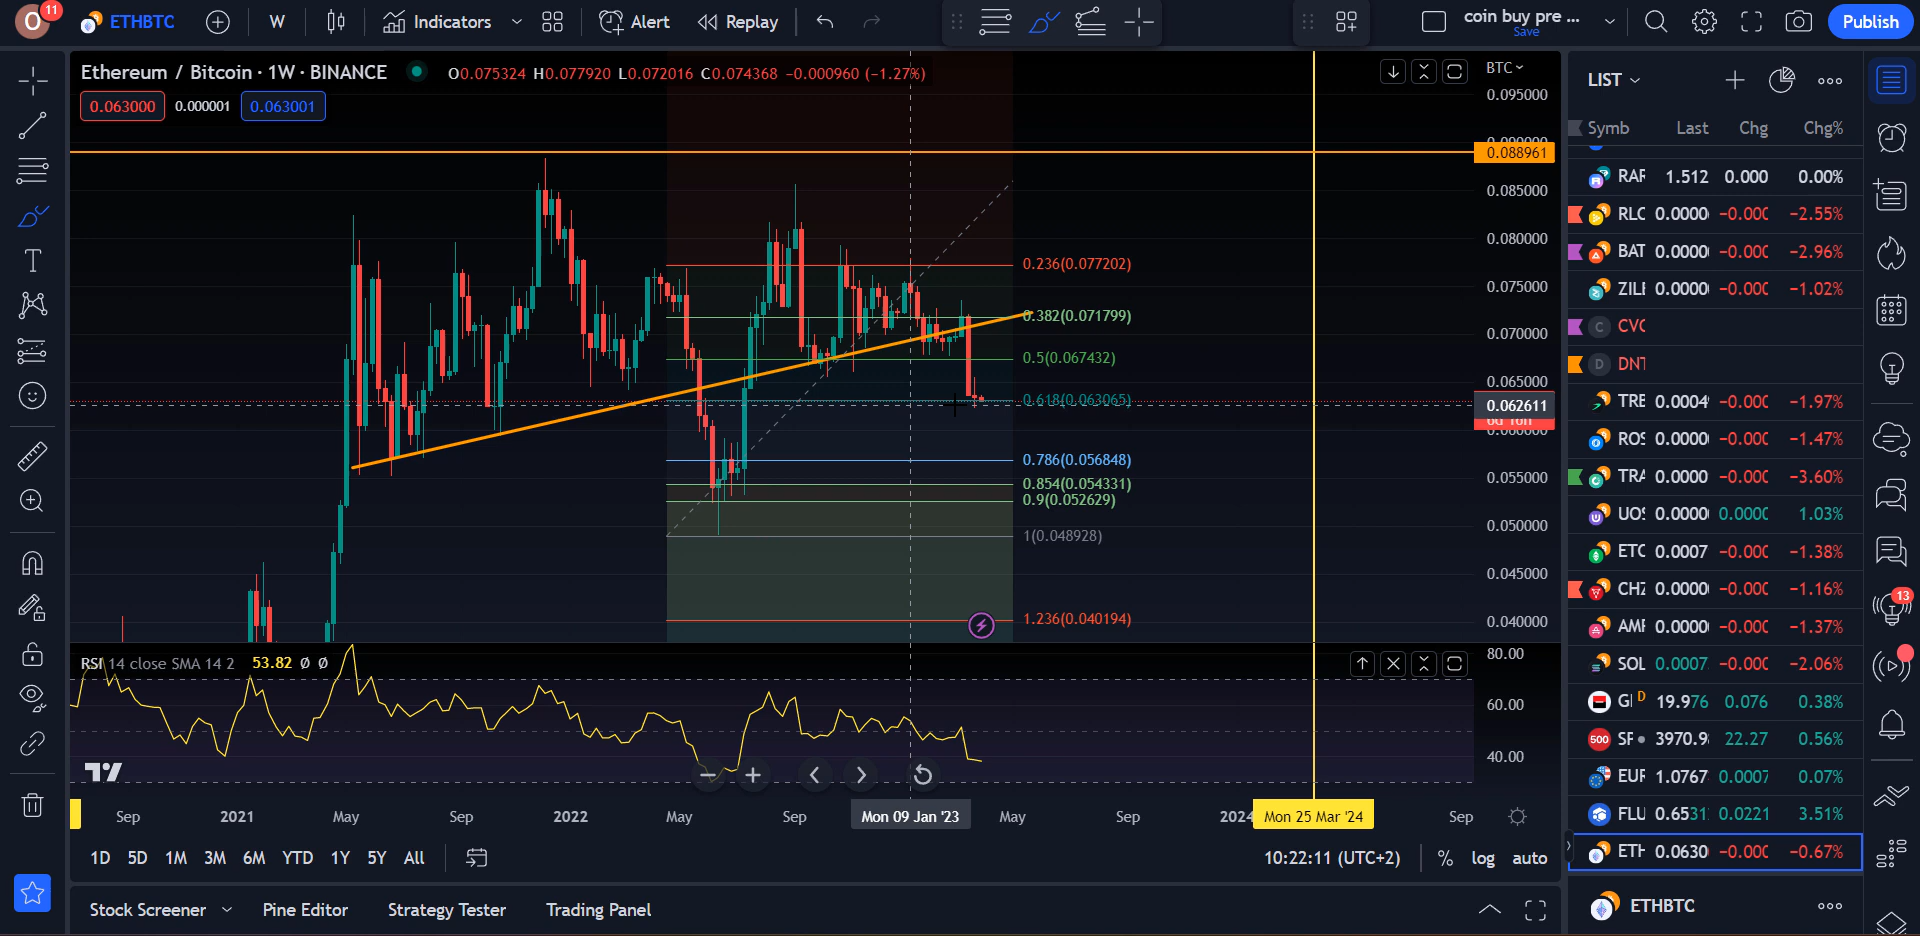 O 11 ETHBTC W Indicators Alert Replay coin buy pre ... Save Publish
Ethereum / Bitcoin · 1W · BINANCE O0.075324 H0.077920 L0.072016 C0.074368 −0.000960 (−1.27%)
0.063000 0.000001 0.063001
BTC
0.095000
0.088961
0.085000
0.080000
0.075000
0.070000
0.065000
0.062611
0.055000
0.050000
0.045000
0.040000
0.236(0.077202)
0.382(0.071799)
0.5(0.067432)
0.618(0.063065)
0.786(0.056848)
0.854(0.054331)
0.9(0.052629)
1(0.048928)
1.236(0.040194)
RSI 14 close SMA 14 2 53.82 Ø Ø
80.00
60.00
40.00
Sep 2021 May Sep 2022 May Sep Mon 09 Jan '23 May Sep 2024 Mon 25 Mar '24 Sep
1D 5D 1M 3M 6M YTD 1Y 5Y All 10:22:11 (UTC+2) % log auto
Stock Screener Pine Editor Strategy Tester Trading Panel
LIST
Symb Last Chg Chg%
RAR 1.512 0.000 0.00%
RLC 0.0000 −0.000 −2.55%
BAT 0.0000 −0.000 −2.96%
ZIL 0.0000 −0.000 −1.02%
C CVC
D DNT
TRB 0.0004 −0.000 −1.97%
ROS 0.0000 −0.000 −1.47%
TRA 0.0000 −0.000 −3.60%
UOS 0.0000 0.0000 1.03%
ETC 0.0007 −0.000 −1.38%
CHZ 0.0000 −0.000 −1.16%
AMP 0.0000 −0.000 −1.37%
SOL 0.0007 −0.000 −2.06%
D 19.976 0.076 0.38%
500 3970.9 22.27 0.56%
EUR 1.0767 0.0007 0.07%
FLU 0.6531 0.0221 3.51%
ETH 0.0630 −0.000 −0.67%
ETHBTC
13